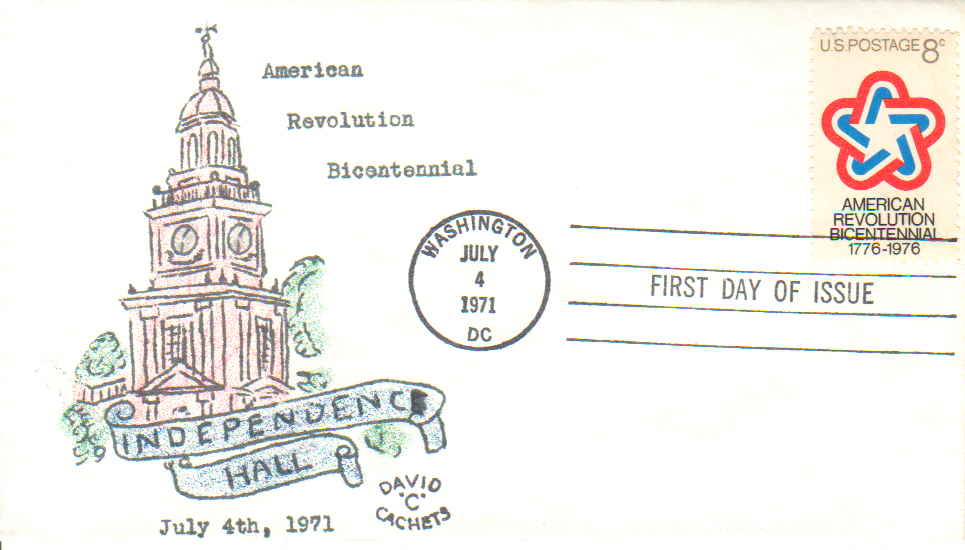 American
Revolution
Bicentennial
U.S. POSTAGE 8c
AMERICAN
REVOLUTION
BICENTENNIAL
1776-1976
WASHINGTON
JULY
4
1971
DC
FIRST DAY OF ISSUE
INDEPENDENCE
HALL
DAVID
"C"
CACHETS
July 4th, 1971